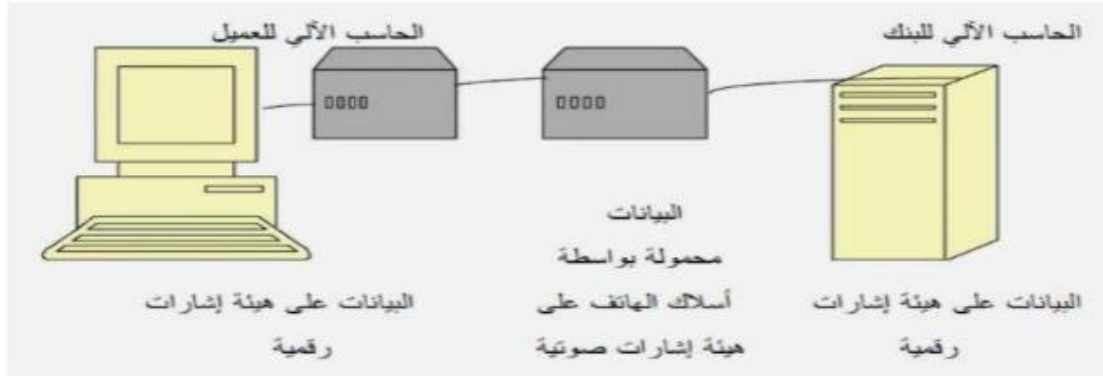 الحاسب الآلي للبنك
الحاسب الآلي للعميل
البيانات
محمولة بواسطة
أسلاك الهاتف على
هيئة إشارات صوتية
البيانات على هيئة إشارات
رقمية
البيانات على هيئة إشارات
رقمية